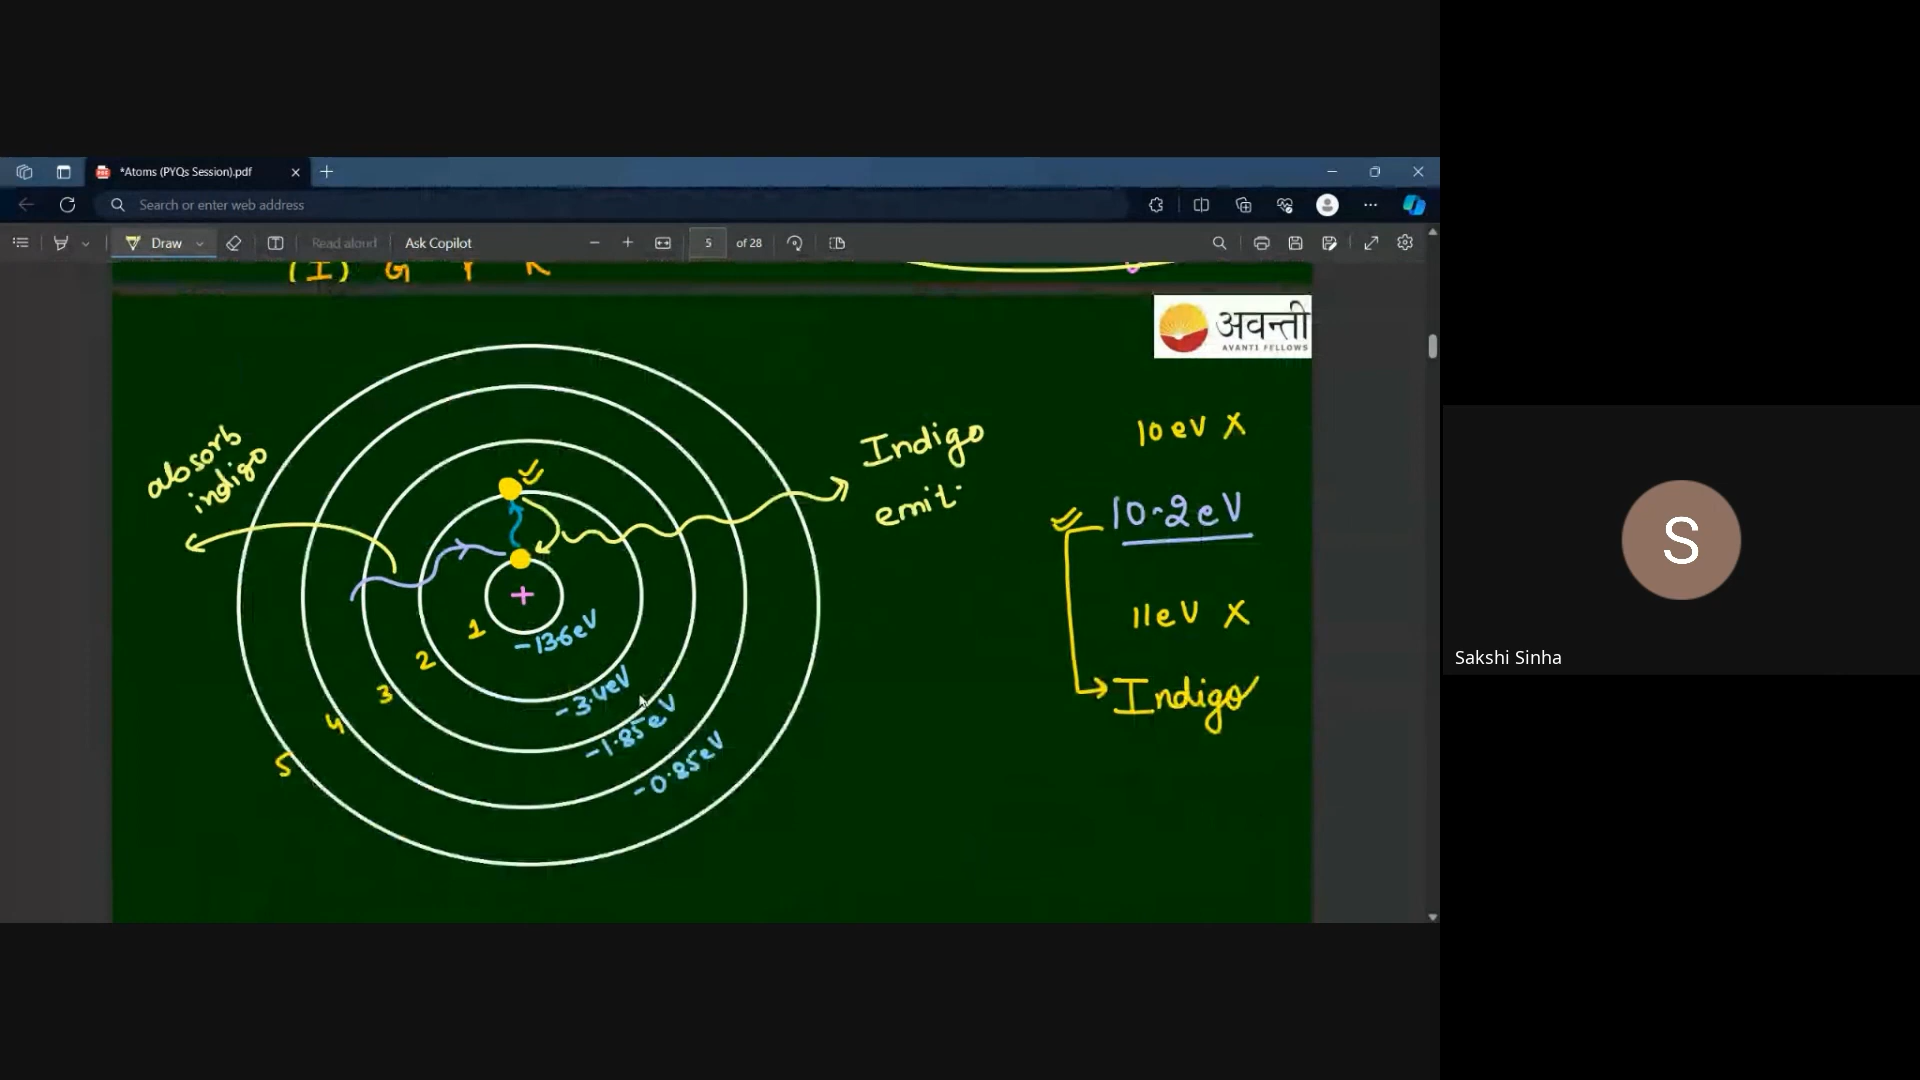 *Atoms (PYQs Session).pdf
Search or enter web address
Draw
Read aloud
Ask Copilot
5 of 28
(I) G Y R
अवन्ती
AVANTI FELLOWS
absorb
indigo
Indigo
emit
10 eV X
10.2 eV
11 eV X
Indigo
+
1
2
3
4
5
-13.6 eV
-3.4 eV
-1.85 eV
-0.85 eV
S
Sakshi Sinha